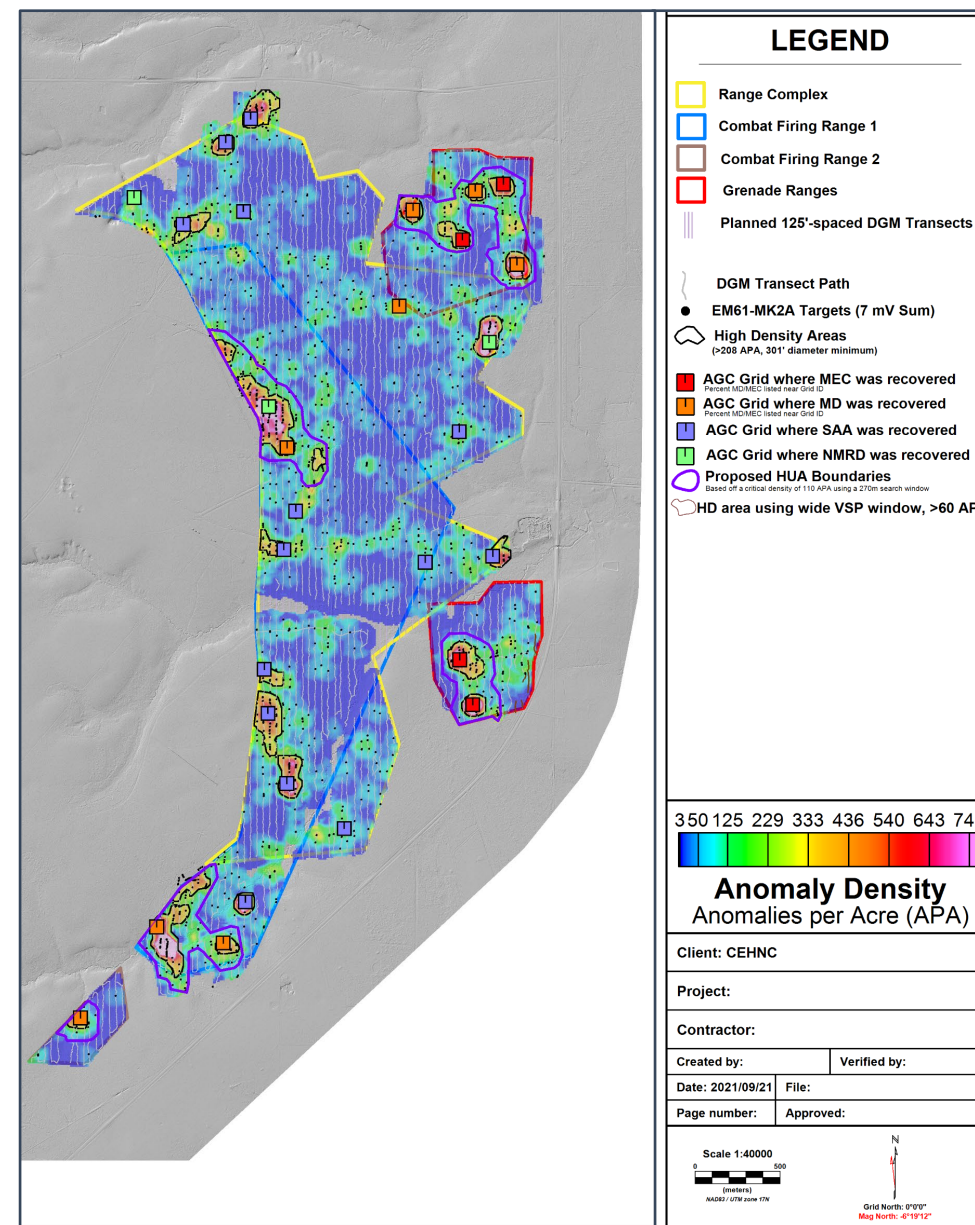 LEGEND
Range Complex
Combat Firing Range 1
Combat Firing Range 2
Grenade Ranges
Planned 125'-spaced DGM Transects
DGM Transect Path
EM61-MK2A Targets (7 mV Sum)
High Density Areas
(>208 APA, 301' diameter minimum)
AGC Grid where MEC was recovered
Percent MD/MEC listed near Grid ID
AGC Grid where MD was recovered
Percent MD/MEC listed near Grid ID
AGC Grid where SAA was recovered
AGC Grid where NMRD was recovered
Proposed HUA Boundaries
Based off a critical density of 110 APA using a 270m search window
HD area using wide VSP window, >60 AP
3 50 125 229 333 436 540 643 74
Anomaly Density
Anomalies per Acre (APA)
Client: CEHNC
Project:
Contractor:
Created by: Verified by:
Date: 2021/09/21 File:
Page number: Approved:
Scale 1:40000
0 500
(meters)
NAD83 / UTM zone 17N
N
Grid North: 0°0'0"
Mag North: -6°19'12"